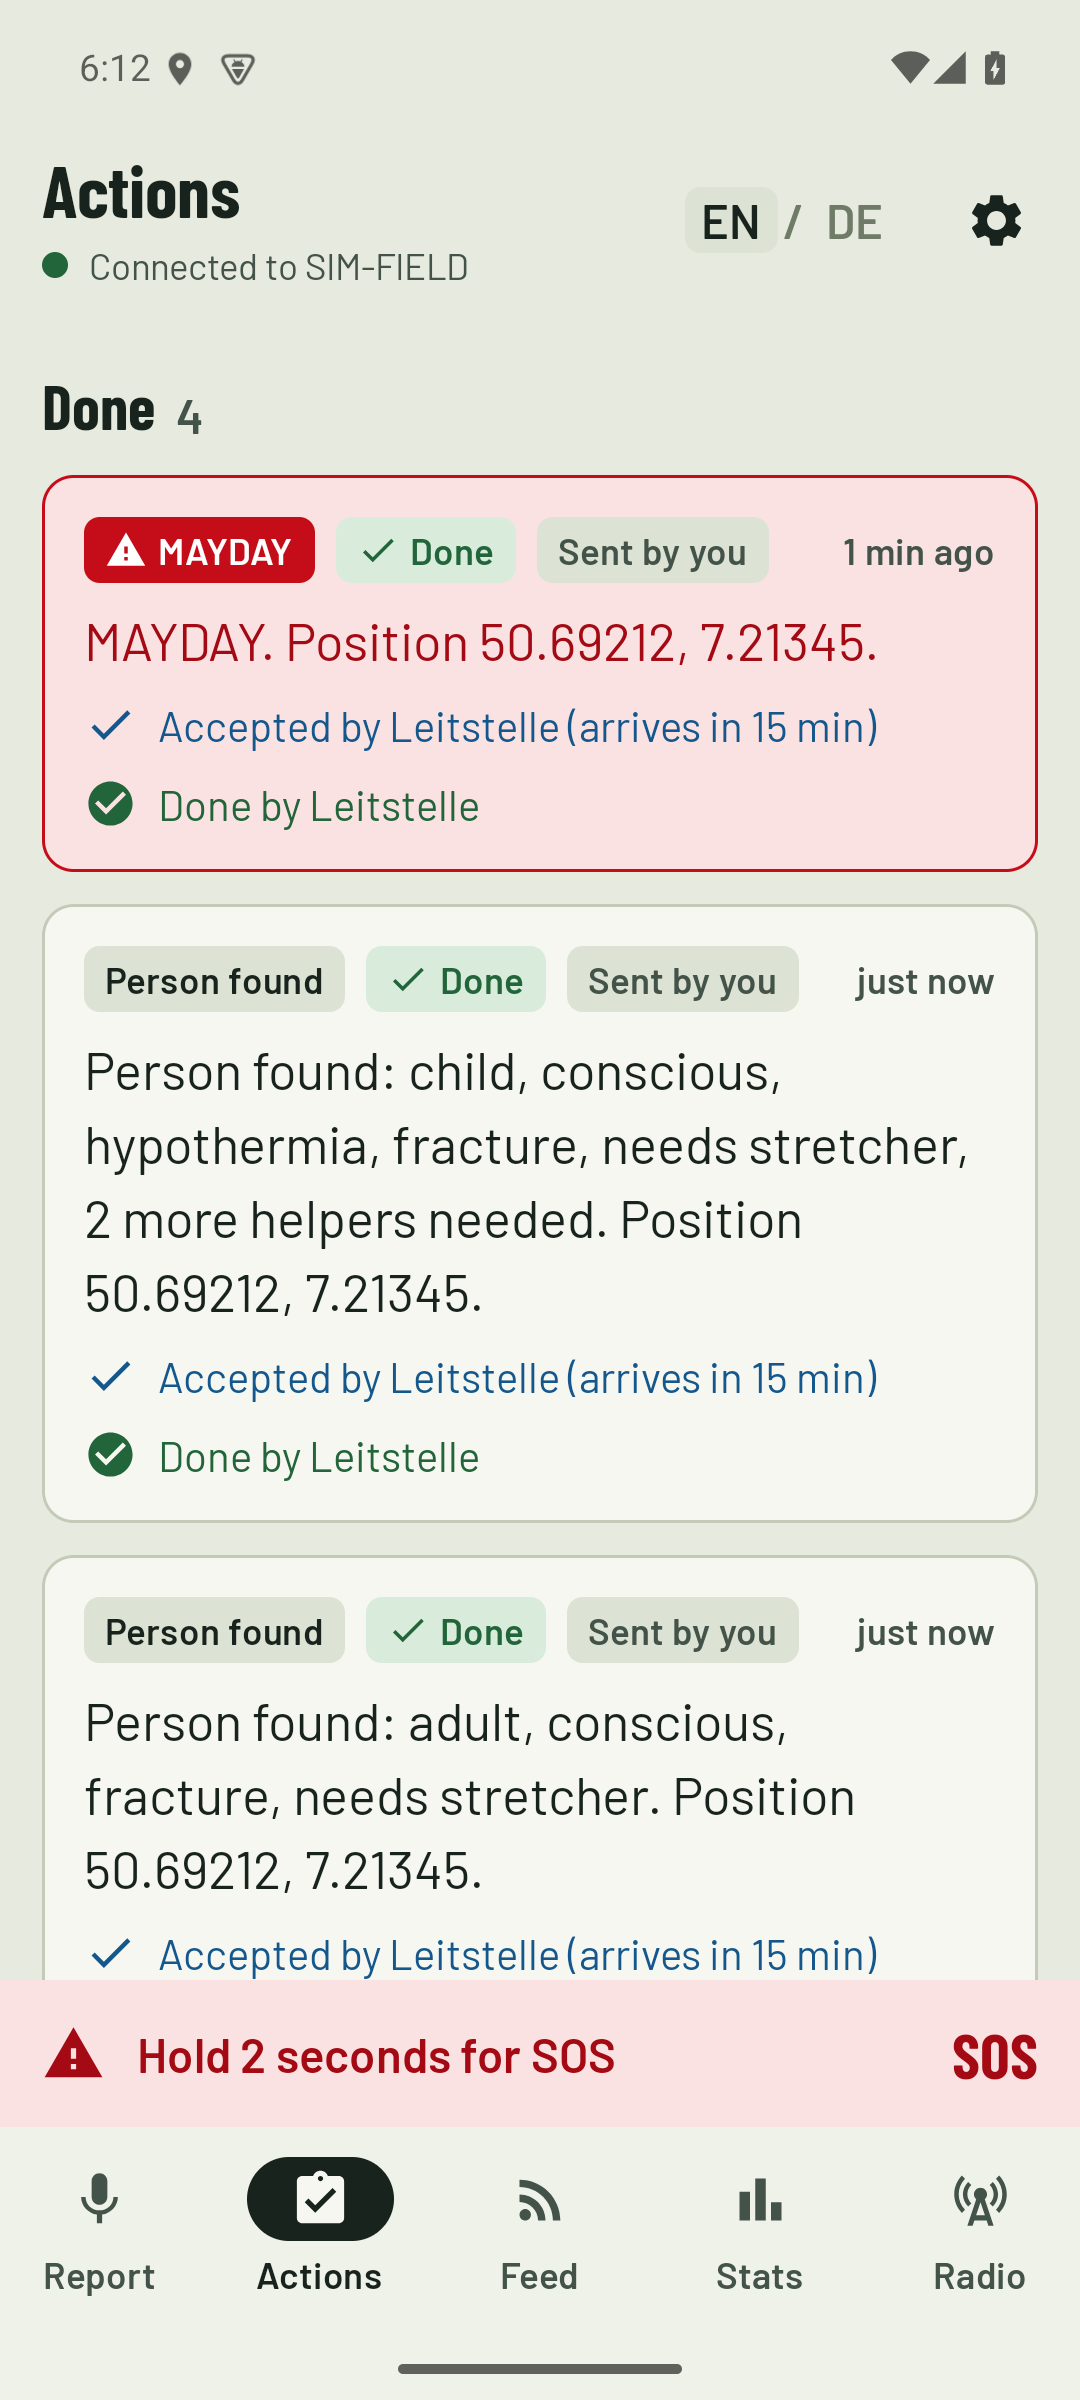 6:12
Actions
EN / DE
Connected to SIM-FIELD
Done 4
MAYDAY Done Sent by you 1 min ago
MAYDAY. Position 50.69212, 7.21345.
Accepted by Leitstelle (arrives in 15 min)
Done by Leitstelle
Person found Done Sent by you just now
Person found: child, conscious,
hypothermia, fracture, needs stretcher,
2 more helpers needed. Position
50.69212, 7.21345.
Accepted by Leitstelle (arrives in 15 min)
Done by Leitstelle
Person found Done Sent by you just now
Person found: adult, conscious,
fracture, needs stretcher. Position
50.69212, 7.21345.
Accepted by Leitstelle (arrives in 15 min)
Hold 2 seconds for SOS SOS
Report Actions Feed Stats Radio